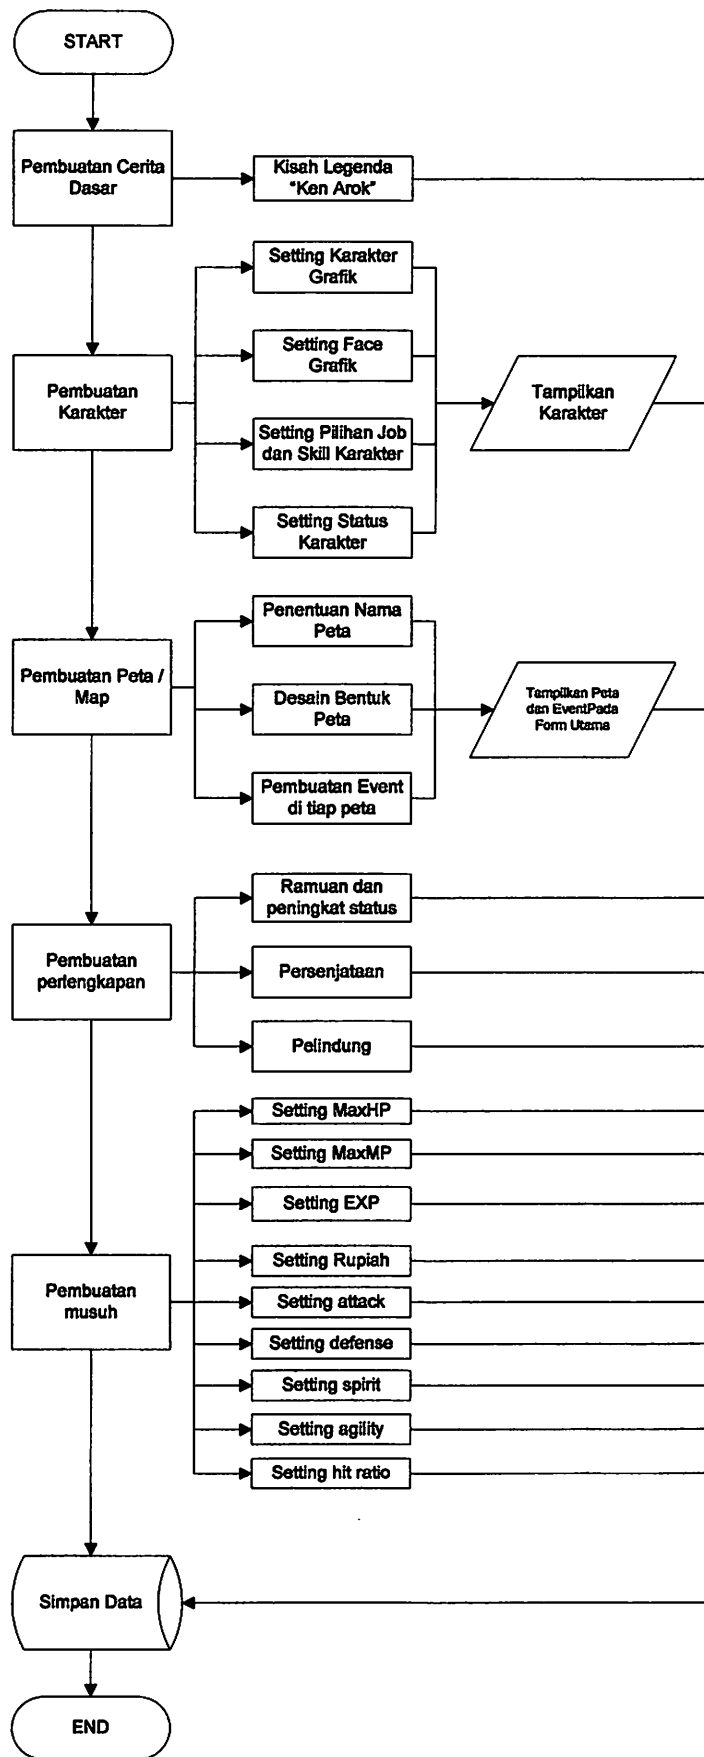 START
Pembuatan Cerita
Dasar
Kisah Legenda
"Ken Arok"
Setting Karakter
Grafik
Setting Face
Grafik
Pembuatan
Karakter
Tampilkan
Karakter
Setting Pilihan Job
dan Skill Karakter
Setting Status
Karakter
Penentuan Nama
Peta
Pembuatan Peta /
Map
Desain Bentuk
Peta
Tampilkan Peta
dan EventPada
Form Utama
Pembuatan Event
di tiap peta
Ramuan dan
peningkat status
Pembuatan
perlengkapan
Persenjataan
Pelindung
Setting MaxHP
Setting MaxMP
Setting EXP
Setting Rupiah
Pembuatan
musuh
Setting attack
Setting defense
Setting spirit
Setting agility
Setting hit ratio
Simpan Data
END